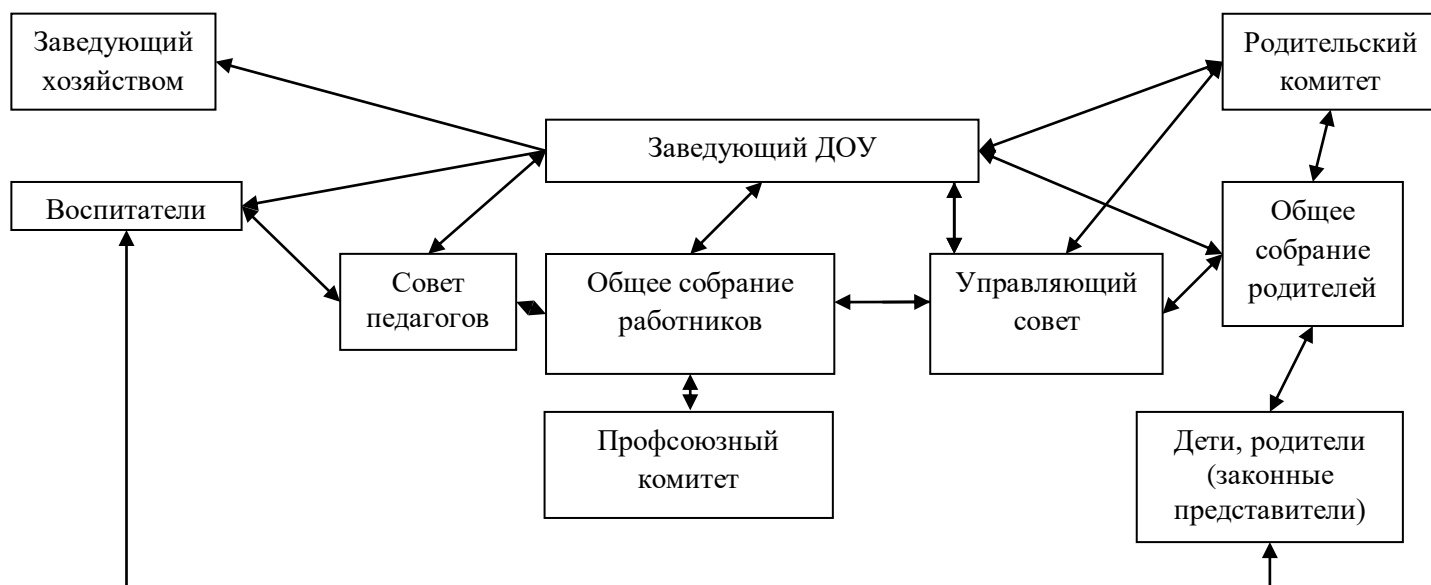 Заведующий
хозяйством
Родительский
комитет
Заведующий ДОУ
Воспитатели
Общее
собрание
родителей
Совет
педагогов
Общее собрание
работников
Управляющий
совет
Профсоюзный
комитет
Дети, родители
(законные
представители)